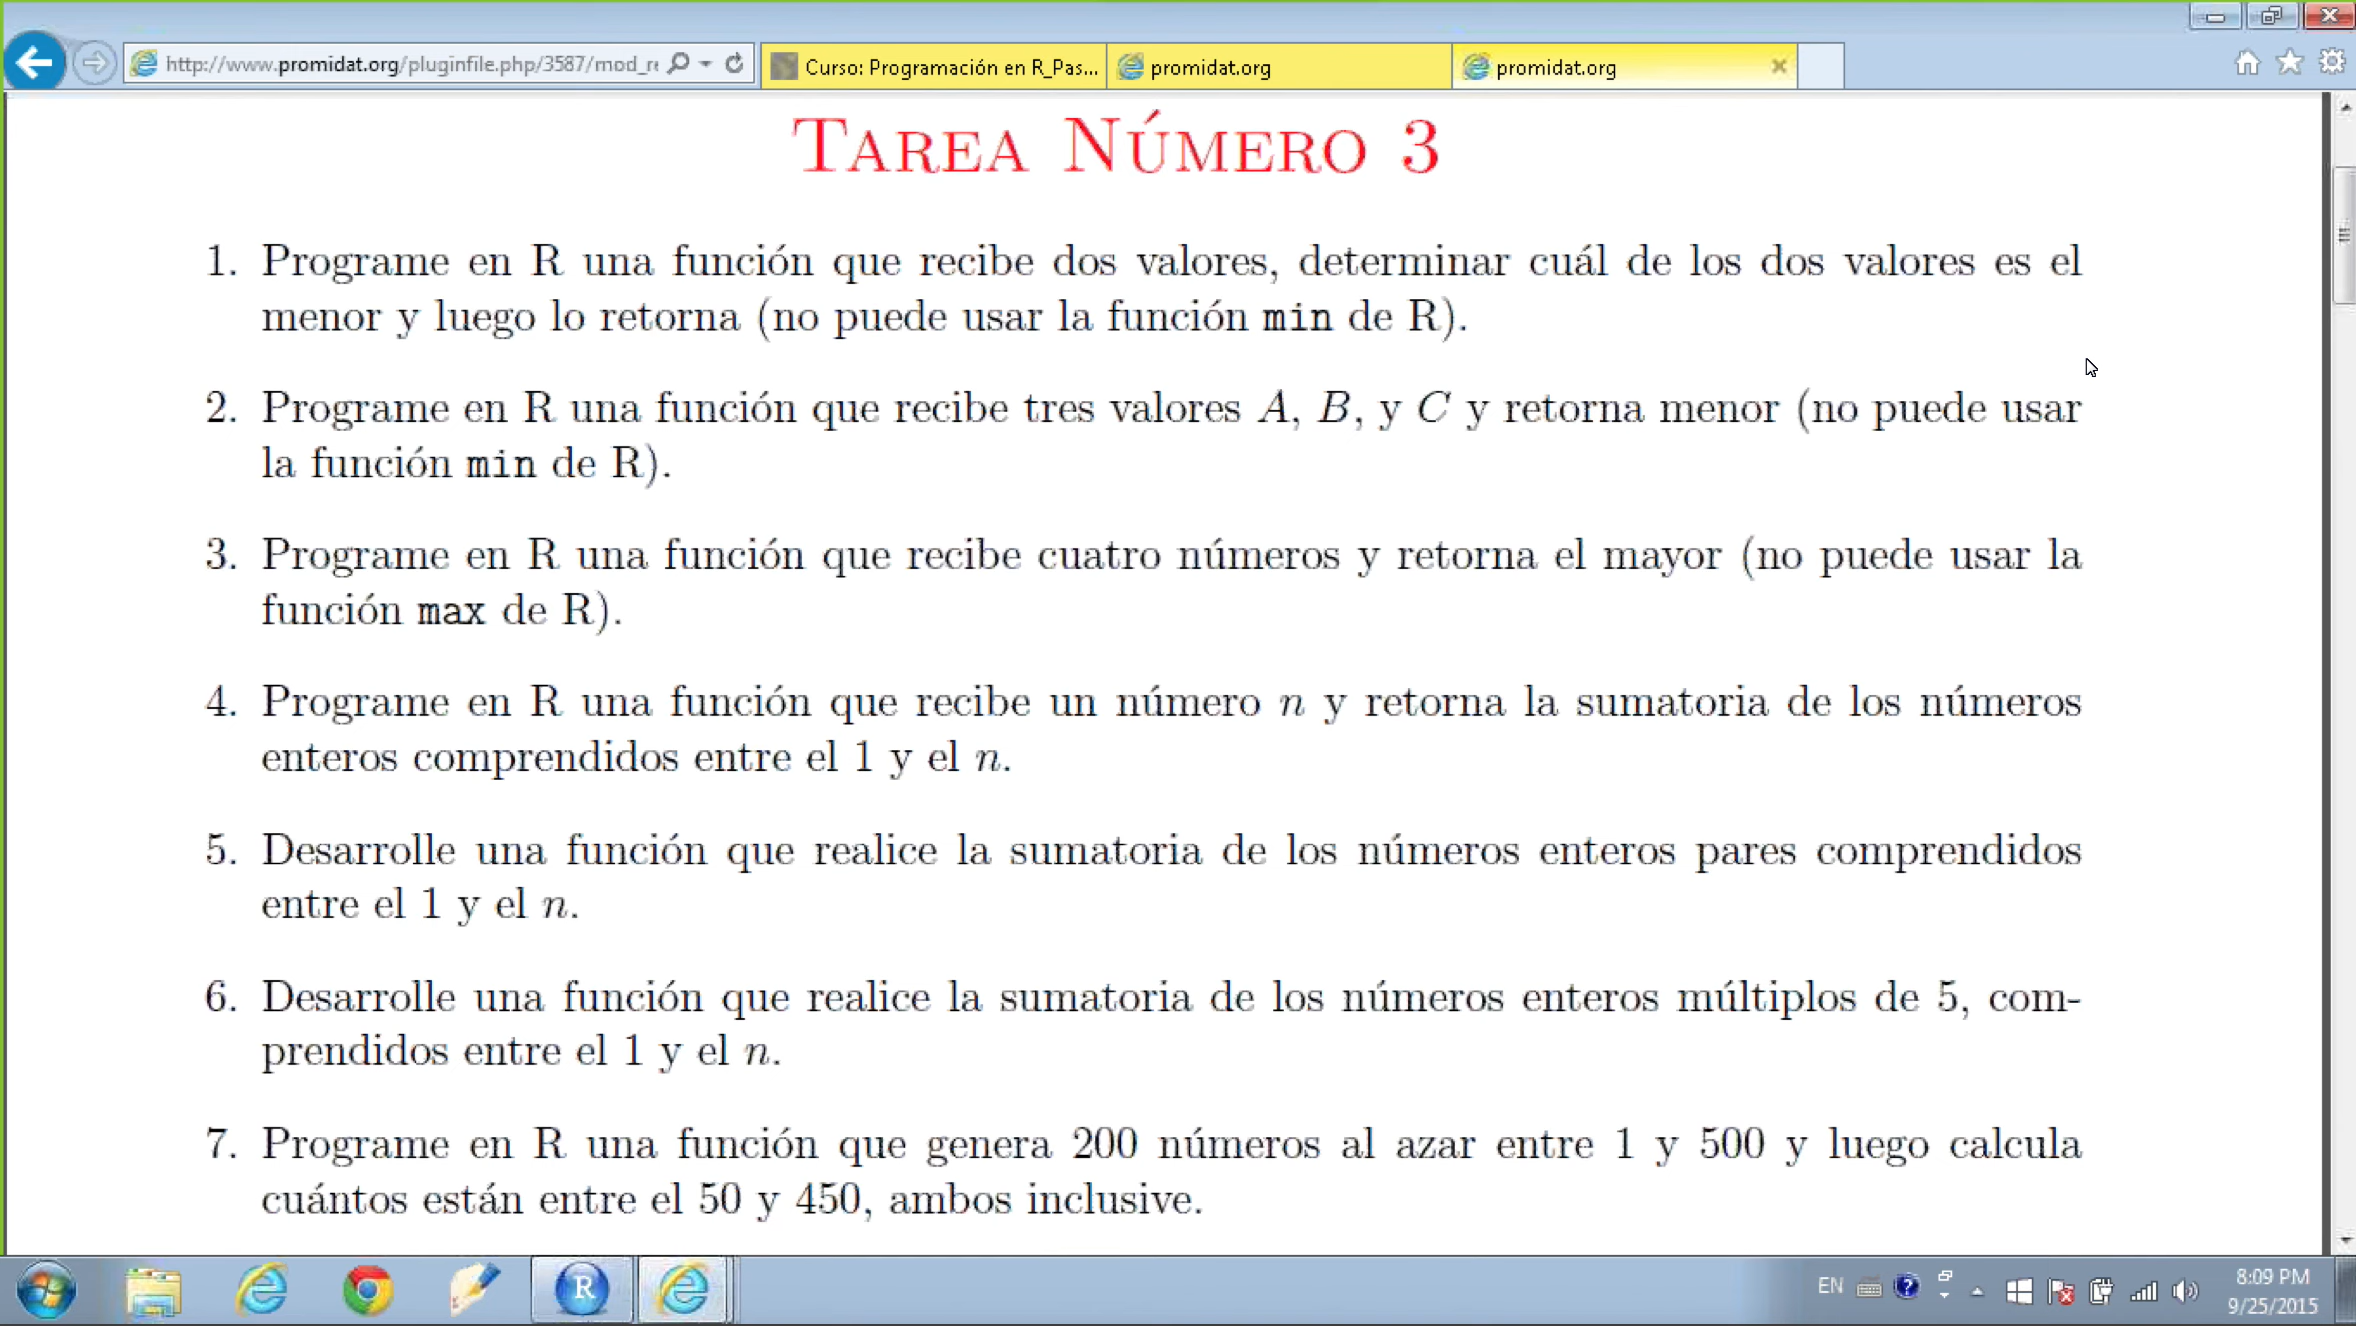 http://www.promidat.org/pluginfile.php/3587/mod_re
Curso: Programación en R_Pas...
promidat.org
promidat.org
TAREA NÚMERO 3
1. Programe en R una función que recibe dos valores, determinar cuál de los dos valores es el
menor y luego lo retorna (no puede usar la función min de R).
2. Programe en R una función que recibe tres valores A, B, y C y retorna menor (no puede usar
la función min de R).
3. Programe en R una función que recibe cuatro números y retorna el mayor (no puede usar la
función max de R).
4. Programe en R una función que recibe un número n y retorna la sumatoria de los números
enteros comprendidos entre el 1 y el n.
5. Desarrolle una función que realice la sumatoria de los números enteros pares comprendidos
entre el 1 y el n.
6. Desarrolle una función que realice la sumatoria de los números enteros múltiplos de 5, com-
prendidos entre el 1 y el n.
7. Programe en R una función que genera 200 números al azar entre 1 y 500 y luego calcula
cuántos están entre el 50 y 450, ambos inclusive.
R
EN
8:09 PM
9/25/2015